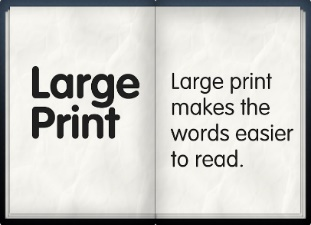 Large
Print
Large print
makes the
words easier
to read.